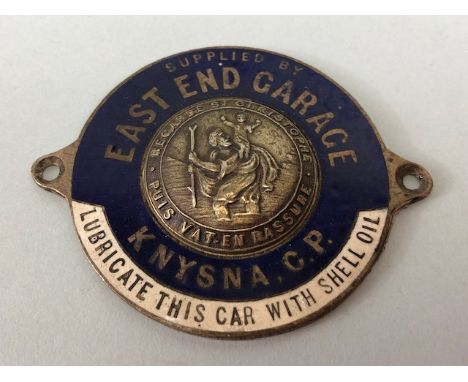 SUPPLIED BY
EAST END GARAGE
REGARDE ST CHRISTOPHE
PUIS VAT-EN RASSURE
KNYSNA, C.P.
LUBRICATE THIS CAR WITH SHELL OIL